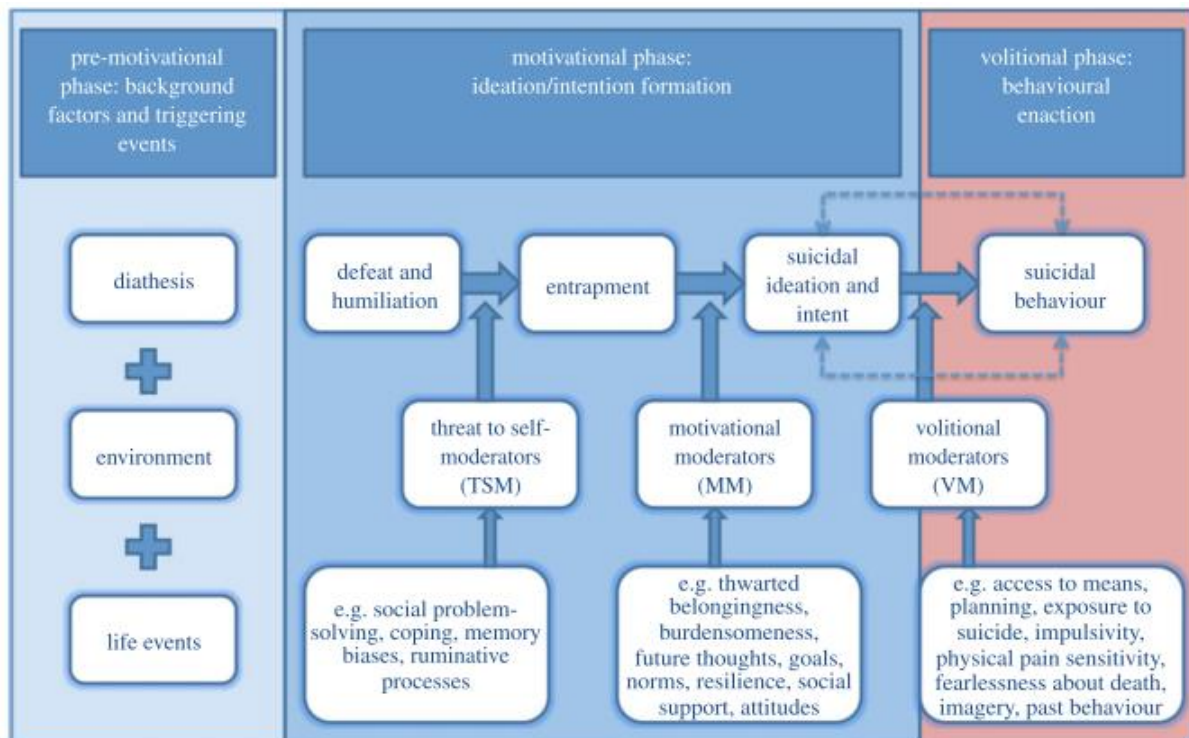 pre-motivational
phase: background
factors and triggering
events
motivational phase:
ideation/intention formation
volitional phase:
behavioural
enaction
diathesis
environment
life events
defeat and
humiliation
entrapment
suicidal
ideation and
intent
suicidal
behaviour
threat to self-
moderators
(TSM)
motivational
moderators
(MM)
volitional
moderators
(VM)
e.g. social problem-
solving, coping, memory
biases, ruminative
processes
e.g. thwarted
belongingness,
burdensomeness,
future thoughts, goals,
norms, resilience, social
support, attitudes
e.g. access to means,
planning, exposure to
suicide, impulsivity,
physical pain sensitivity,
fearlessness about death,
imagery, past behaviour